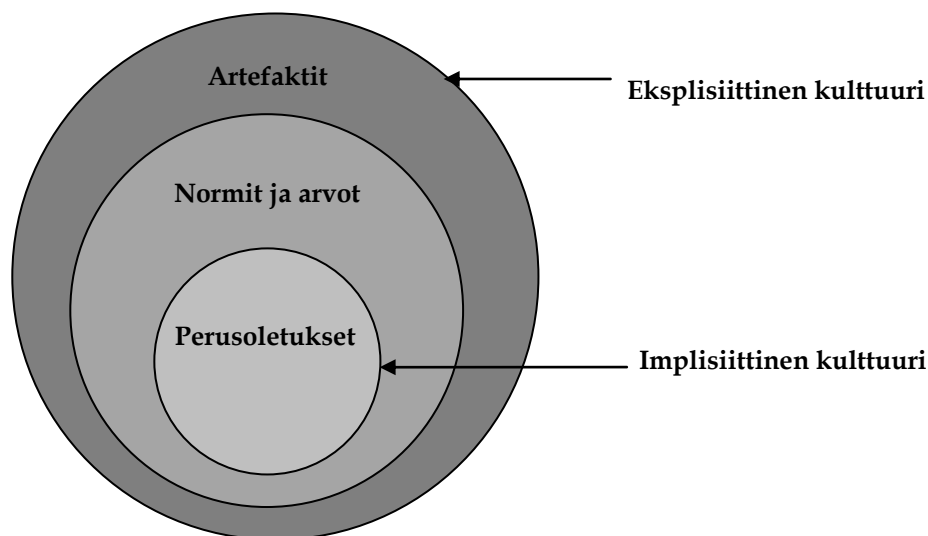 Artefaktit
Eksplisiittinen kulttuuri
Normit ja arvot
Perusoletukset
Implisiittinen kulttuuri